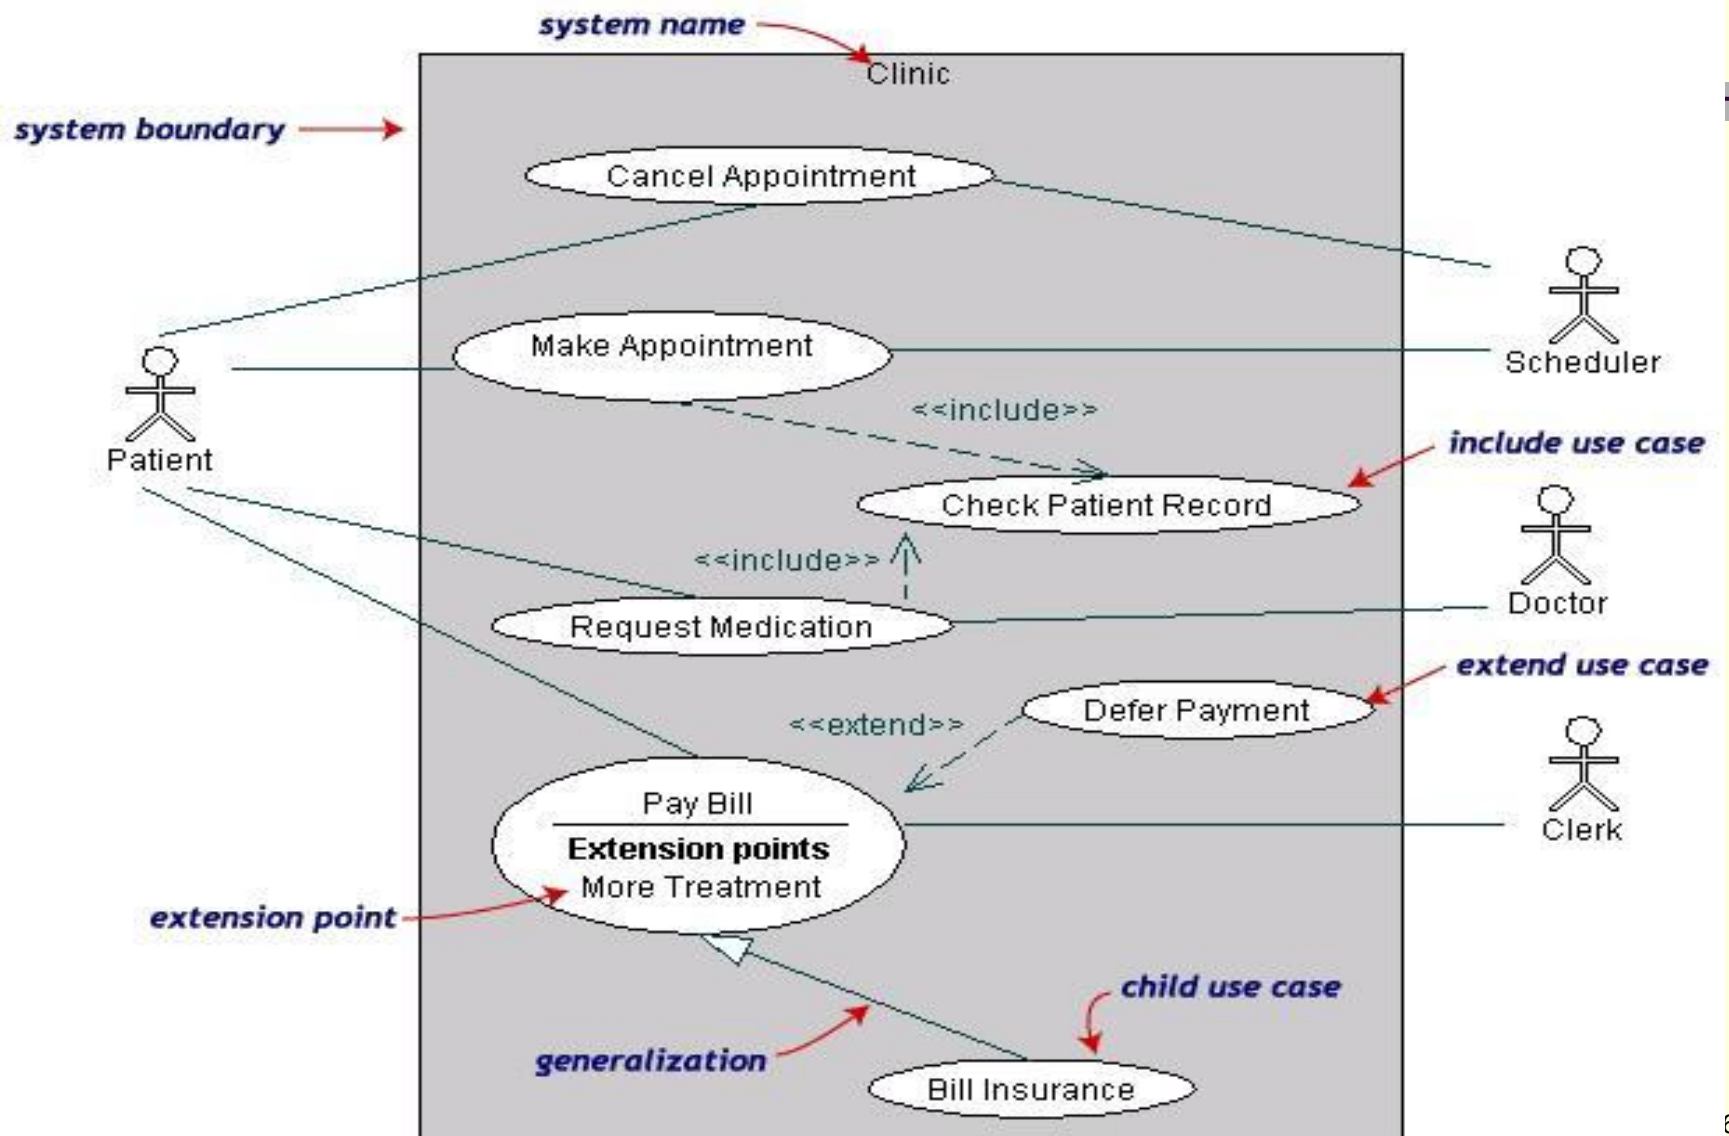 system name
Clinic
system boundary
Cancel Appointment
Make Appointment
Scheduler
<<include>>
include use case
Patient
Check Patient Record
<<include>>
Doctor
Request Medication
extend use case
Defer Payment
<<extend>>
Pay Bill
Extension points
More Treatment
Clerk
extension point
child use case
generalization
Bill Insurance